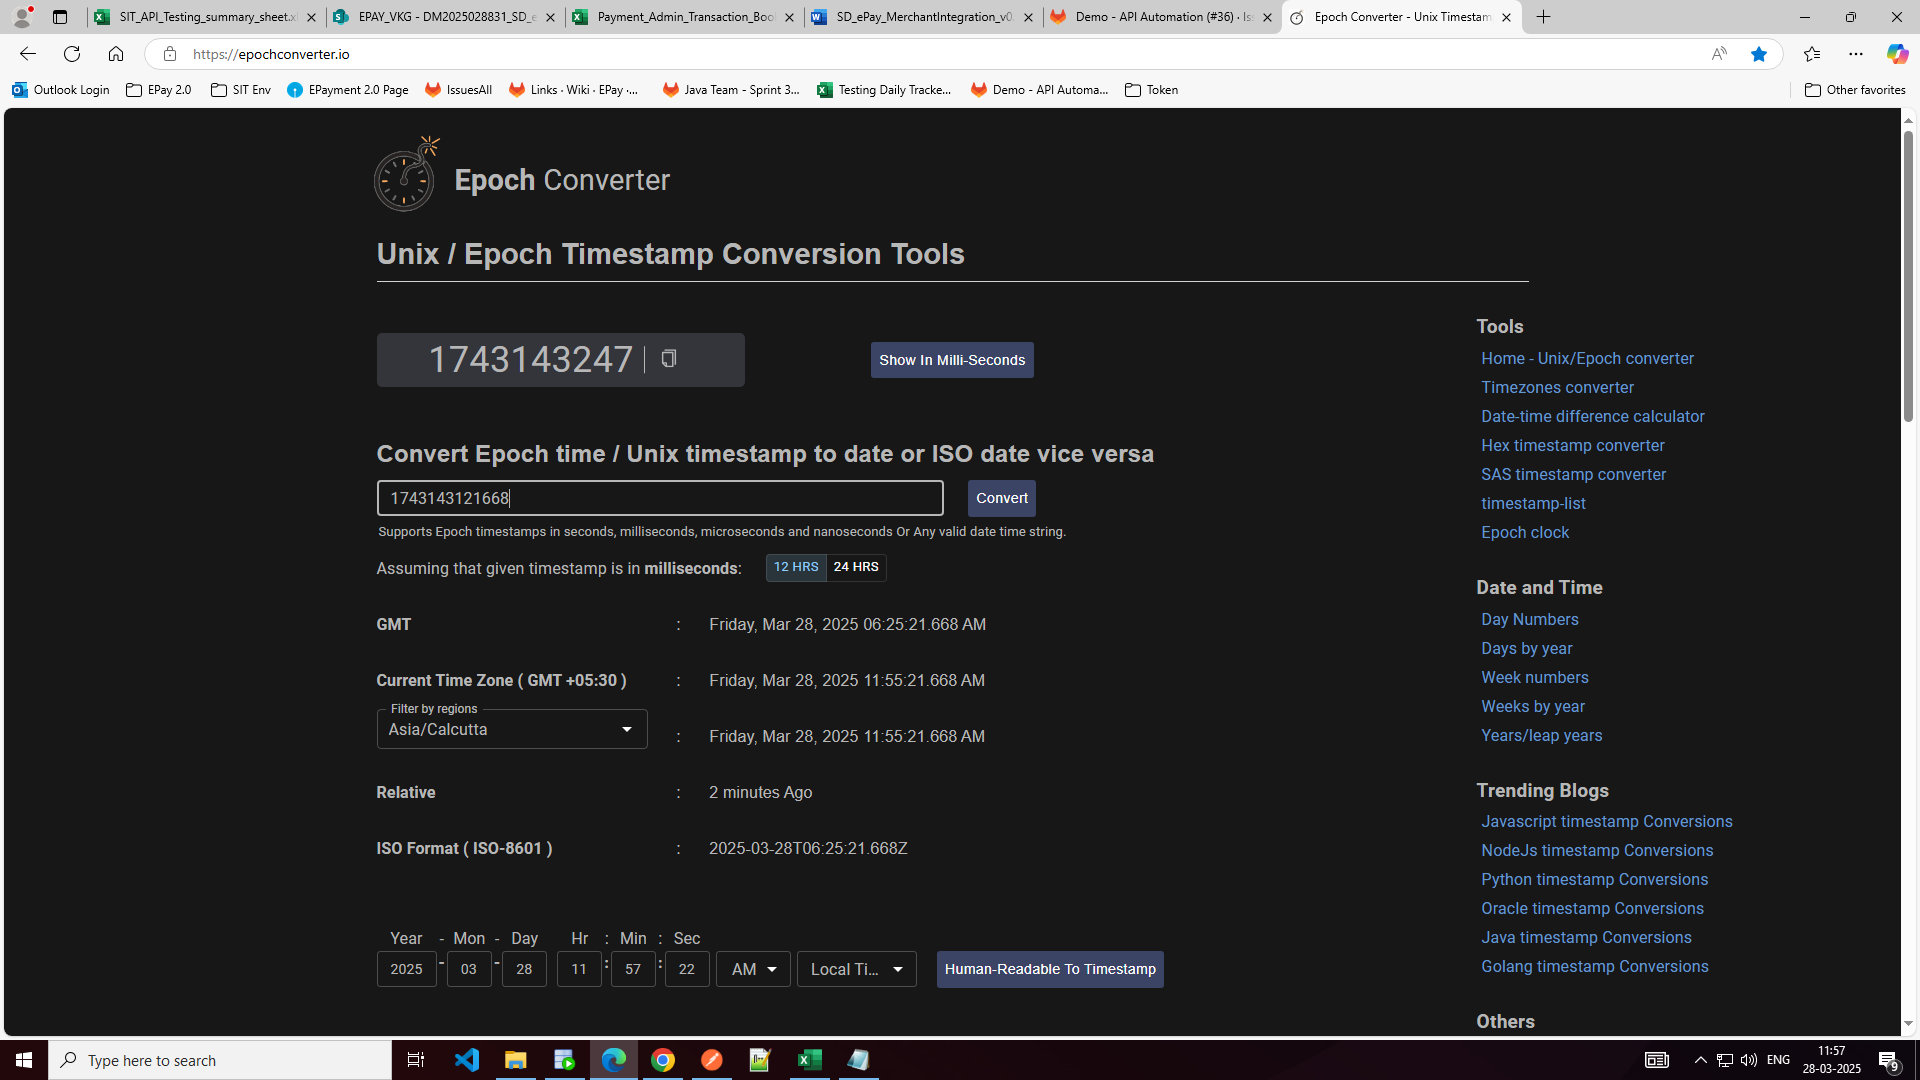 SIT_API_Testing_summary_sheet.x
EPAY_VKG - DM2025028831_SD_e
Payment_Admin_Transaction_Boo
SD_ePay_MerchantIntegration_v0.
Demo - API Automation (#36) · Iss
Epoch Converter - Unix Timestam
https://epochconverter.io
Outlook Login
EPay 2.0
SIT Env
EPayment 2.0 Page
IssuesAll
Links · Wiki · EPay ·...
Java Team - Sprint 3...
Testing Daily Tracke...
Demo - API Automa...
Token
Other favorites
Epoch Converter
Unix / Epoch Timestamp Conversion Tools
1743143247
Show In Milli-Seconds
Convert Epoch time / Unix timestamp to date or ISO date vice versa
1743143121668
Convert
Supports Epoch timestamps in seconds, milliseconds, microseconds and nanoseconds Or Any valid date time string.
Assuming that given timestamp is in milliseconds:
12 HRS 24 HRS
GMT : Friday, Mar 28, 2025 06:25:21.668 AM
Current Time Zone ( GMT +05:30 ) : Friday, Mar 28, 2025 11:55:21.668 AM
Filter by regions
Asia/Calcutta : Friday, Mar 28, 2025 11:55:21.668 AM
Relative : 2 minutes Ago
ISO Format ( ISO-8601 ) : 2025-03-28T06:25:21.668Z
Year - Mon - Day Hr : Min : Sec
2025 - 03 - 28 11 : 57 : 22 AM Local Ti...
Human-Readable To Timestamp
Tools
Home - Unix/Epoch converter
Timezones converter
Date-time difference calculator
Hex timestamp converter
SAS timestamp converter
timestamp-list
Epoch clock
Date and Time
Day Numbers
Days by year
Week numbers
Weeks by year
Years/leap years
Trending Blogs
Javascript timestamp Conversions
NodeJs timestamp Conversions
Python timestamp Conversions
Oracle timestamp Conversions
Java timestamp Conversions
Golang timestamp Conversions
Others
Type here to search
ENG
11:57
28-03-2025
9